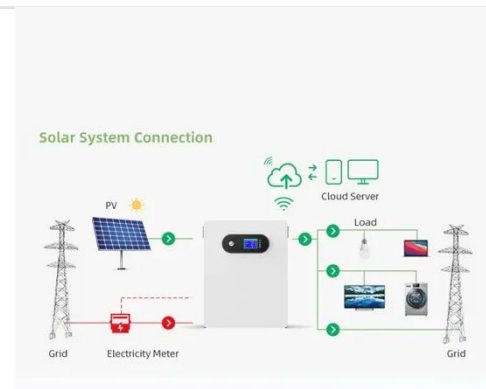 Solar System Connection
PV
Cloud Server
Load
Grid
Electricity Meter
Grid